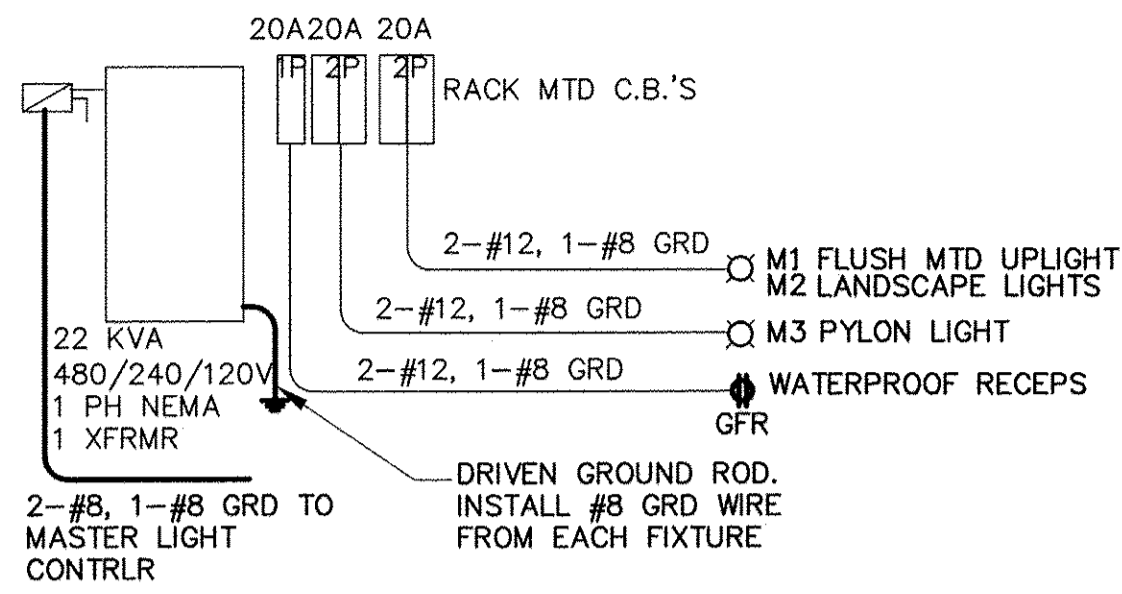 20A 20A 20A
1P 2P 2P
RACK MTD C.B.'S
2-#12, 1-#8 GRD
M1 FLUSH MTD UPLIGHT
M2 LANDSCAPE LIGHTS
2-#12, 1-#8 GRD
M3 PYLON LIGHT
2-#12, 1-#8 GRD
WATERPROOF RECEPS
GFR
22 KVA
480/240/120V
1 PH NEMA
1 XFRMR
2-#8, 1-#8 GRD TO
MASTER LIGHT
CONTRLR
DRIVEN GROUND ROD.
INSTALL #8 GRD WIRE
FROM EACH FIXTURE